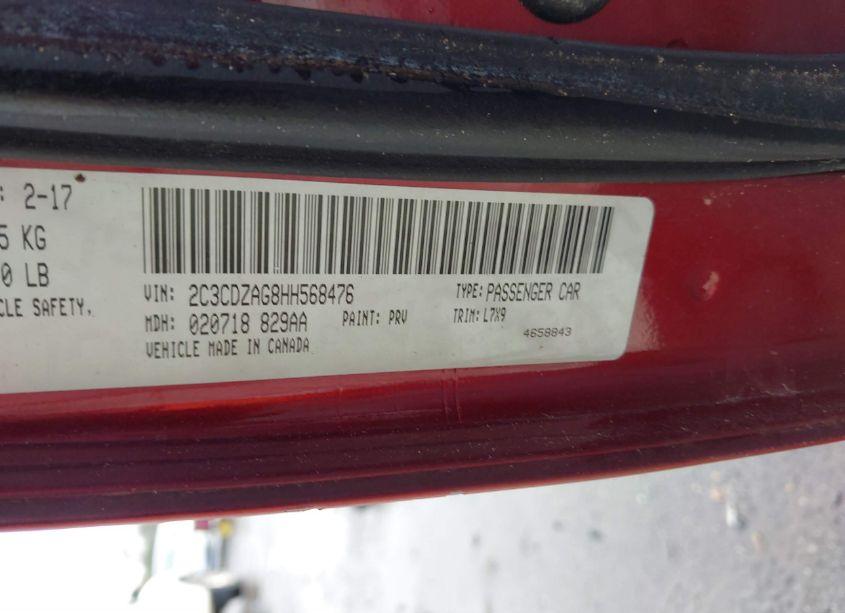 : 2-17
5 KG
0 LB
CLE SAFETY,
VIN: 2C3CDZAG8HH568476 TYPE: PASSENGER CAR
MDH: 020718 829AA PAINT: PRV TRIM: L7X9
VEHICLE MADE IN CANADA 4658843